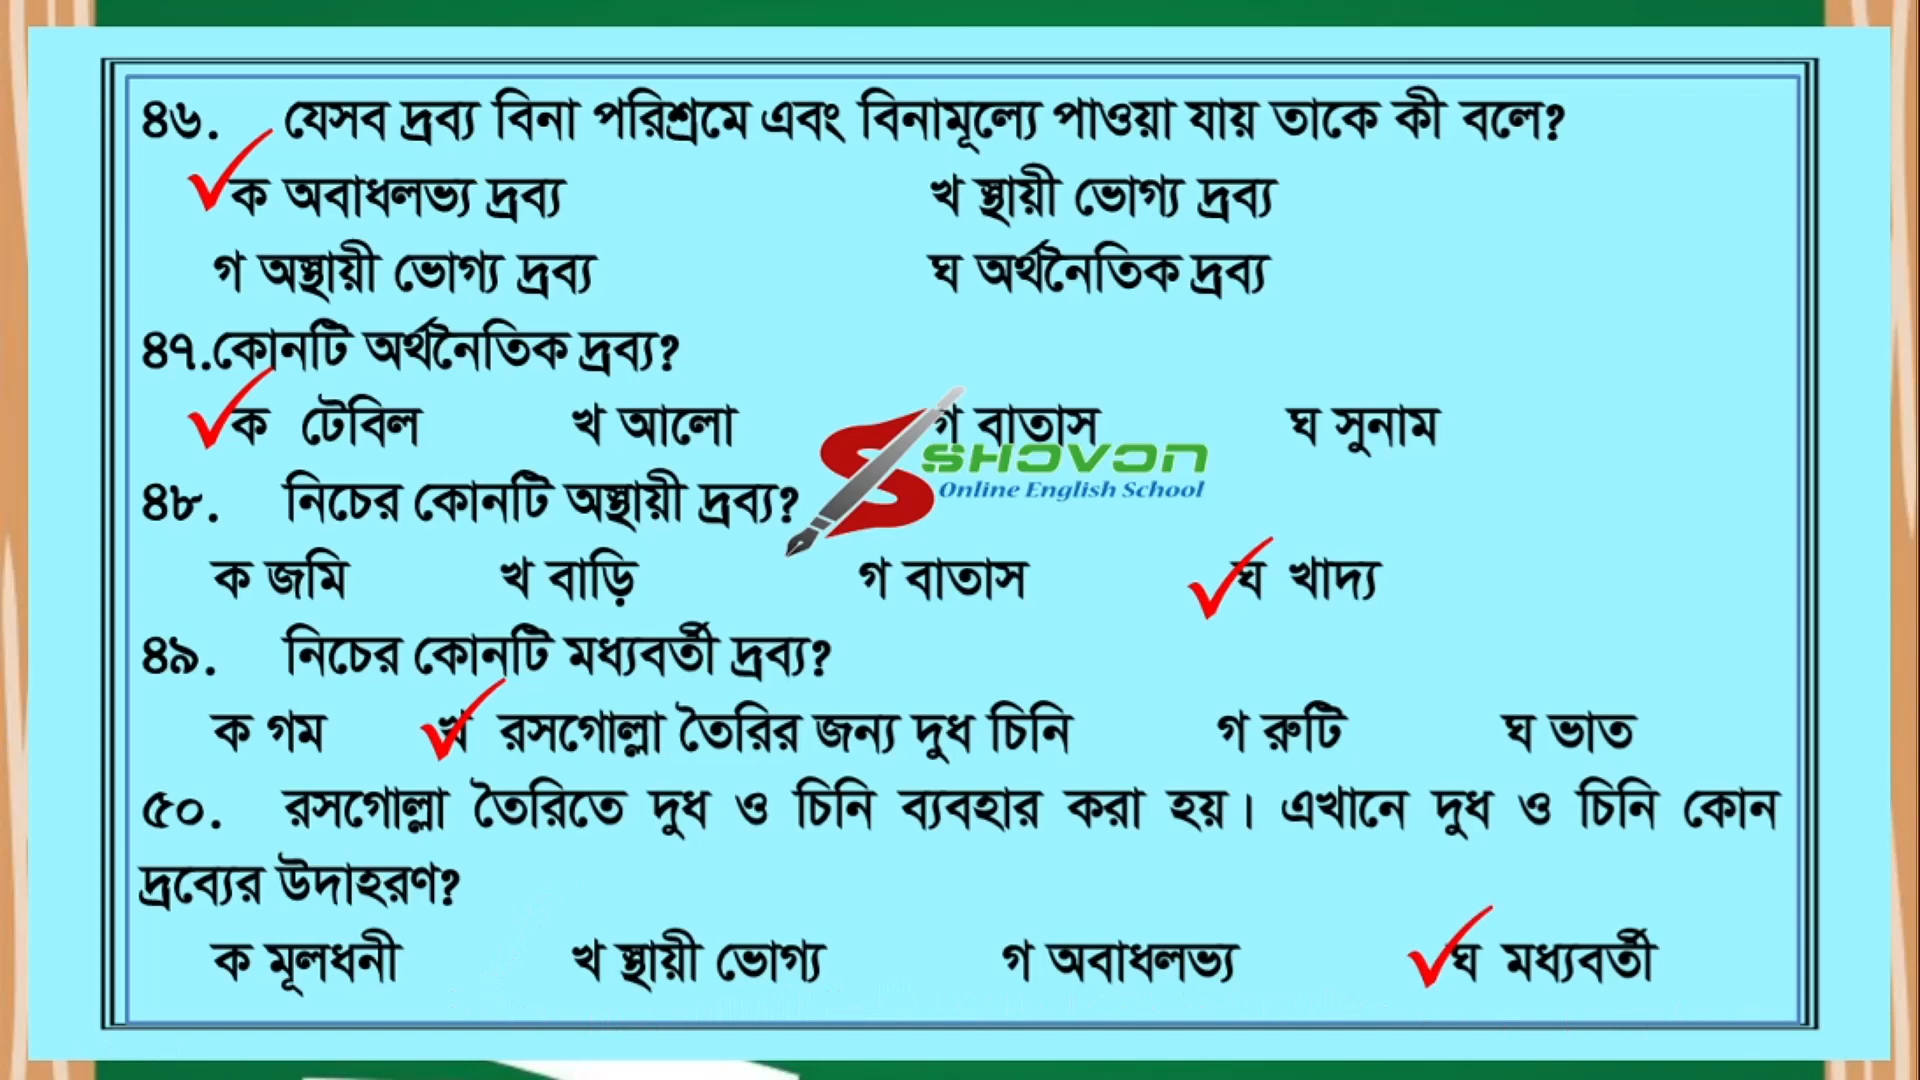 ৪৬. যেসব দ্রব্য বিনা পরিশ্রমে এবং বিনামূল্যে পাওয়া যায় তাকে কী বলে?
ক অবাধলভ্য দ্রব্য খ স্থায়ী ভোগ্য দ্রব্য
গ অস্থায়ী ভোগ্য দ্রব্য ঘ অর্থনৈতিক দ্রব্য
৪৭.কোনটি অর্থনৈতিক দ্রব্য?
ক টেবিল খ আলো গ বাতাস ঘ সুনাম
SHOVON
Online English School
৪৮. নিচের কোনটি অস্থায়ী দ্রব্য?
ক জমি খ বাড়ি গ বাতাস ঘ খাদ্য
৪৯. নিচের কোনটি মধ্যবর্তী দ্রব্য?
ক গম খ রসগোল্লা তৈরির জন্য দুধ চিনি গ রুটি ঘ ভাত
৫০. রসগোল্লা তৈরিতে দুধ ও চিনি ব্যবহার করা হয়। এখানে দুধ ও চিনি কোন
দ্রব্যের উদাহরণ?
ক মূলধনী খ স্থায়ী ভোগ্য গ অবাধলভ্য ঘ মধ্যবর্তী